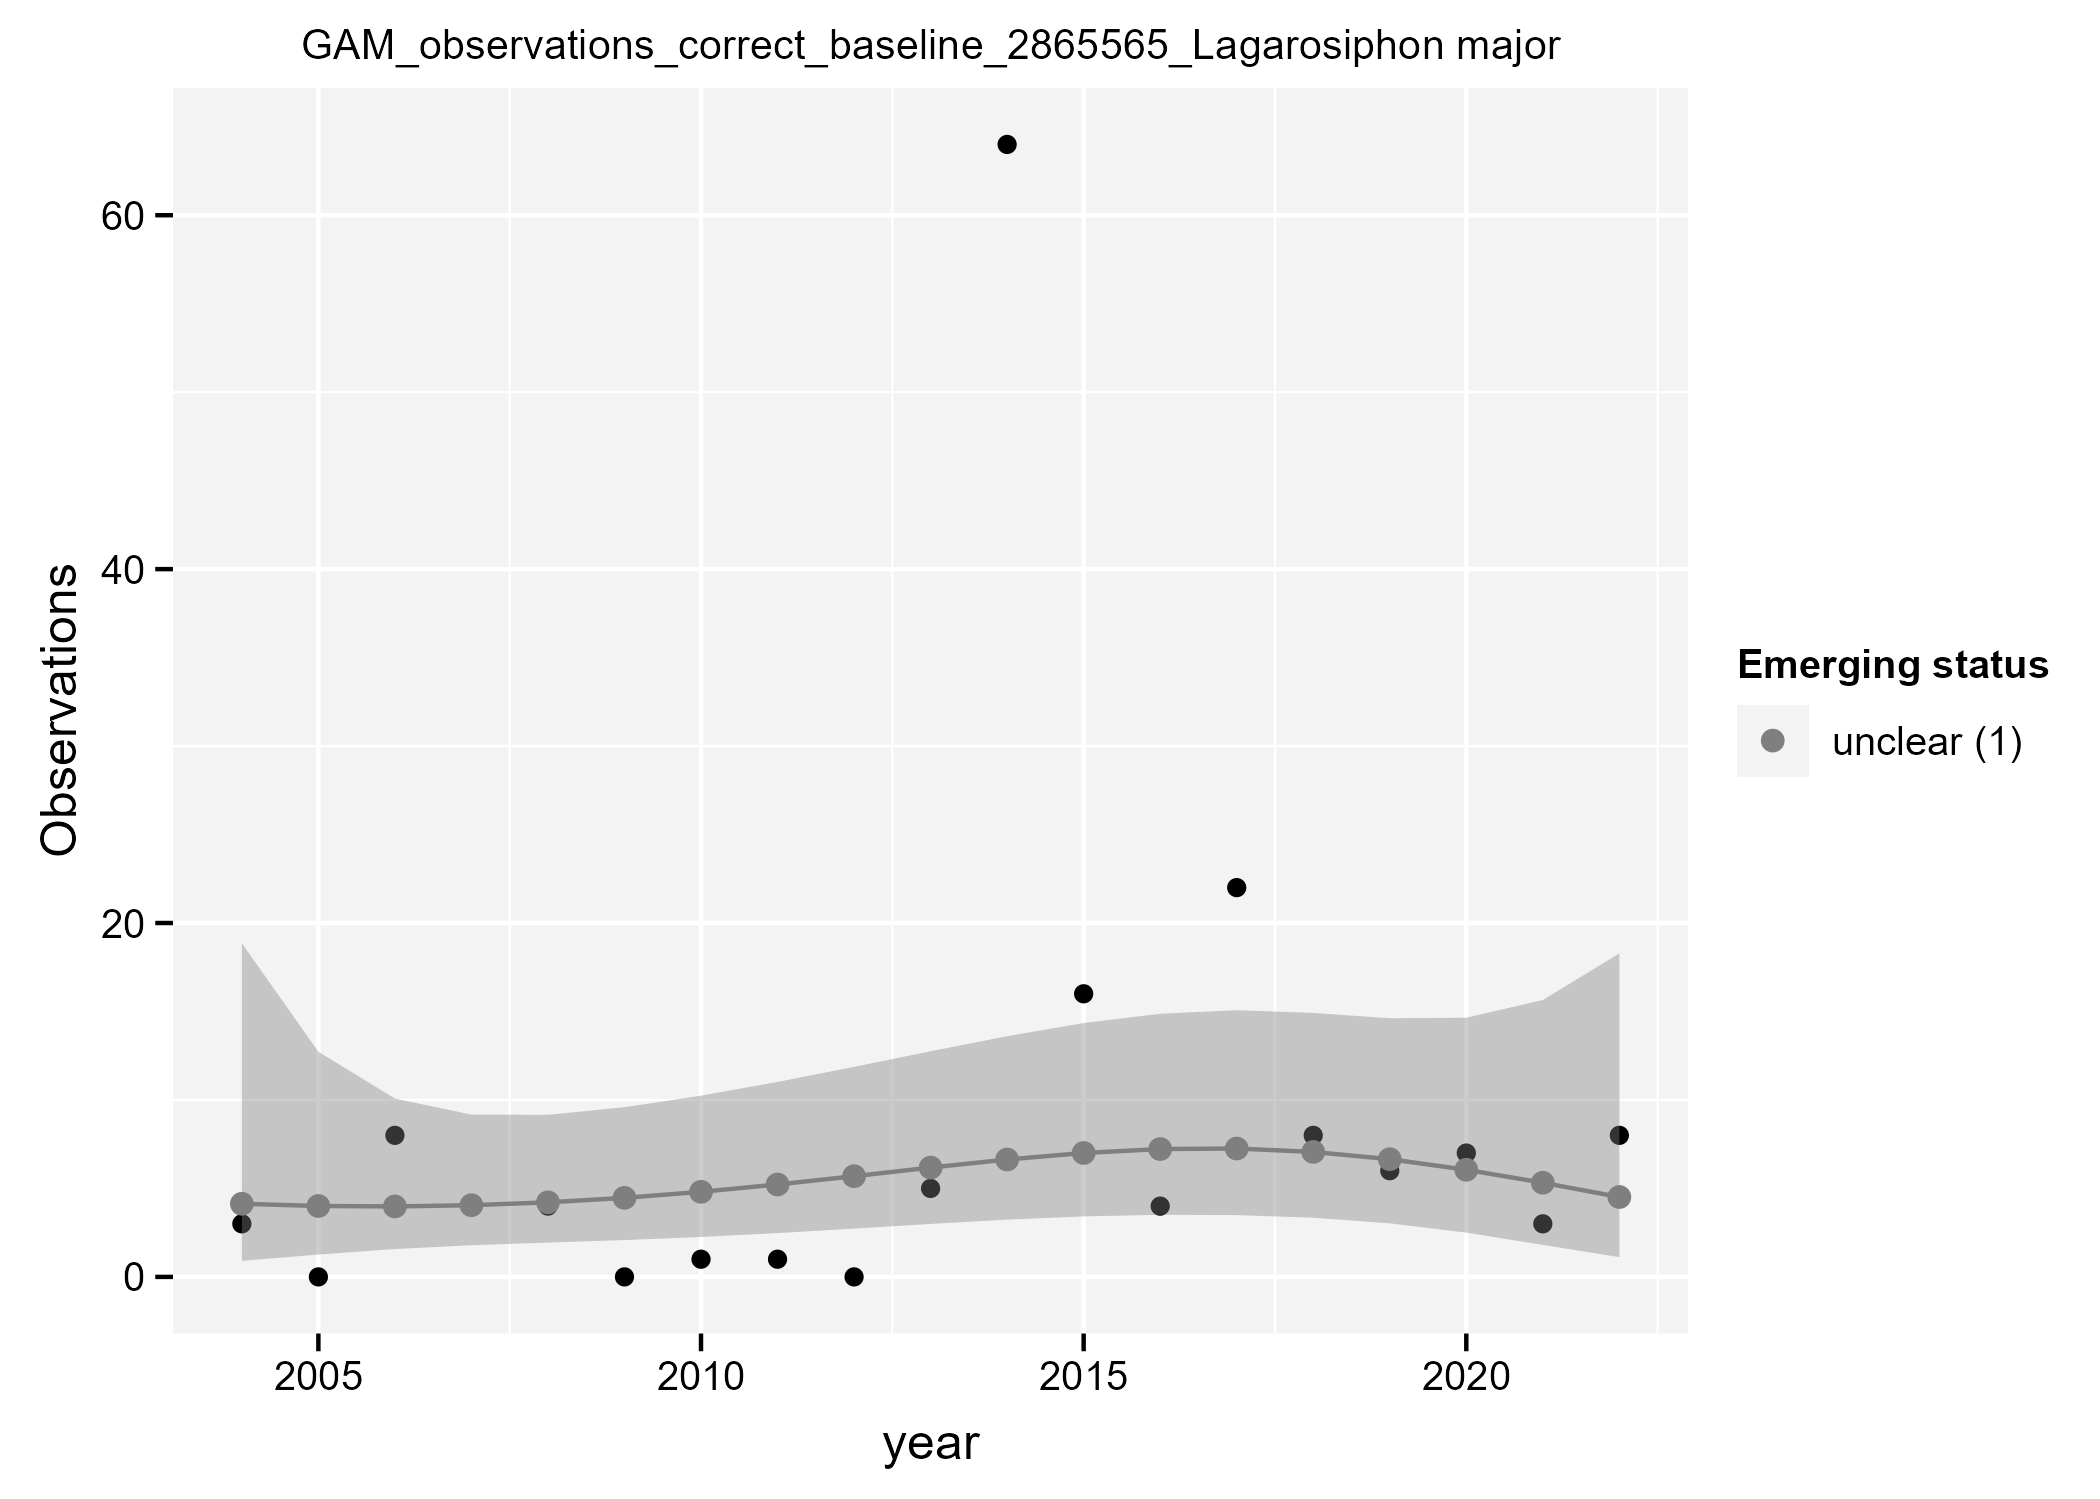 GAM_observations_correct_baseline_2865565_Lagarosiphon major
60
40
20
0
Observations
2005
2010
2015
2020
year
Emerging status
unclear (1)